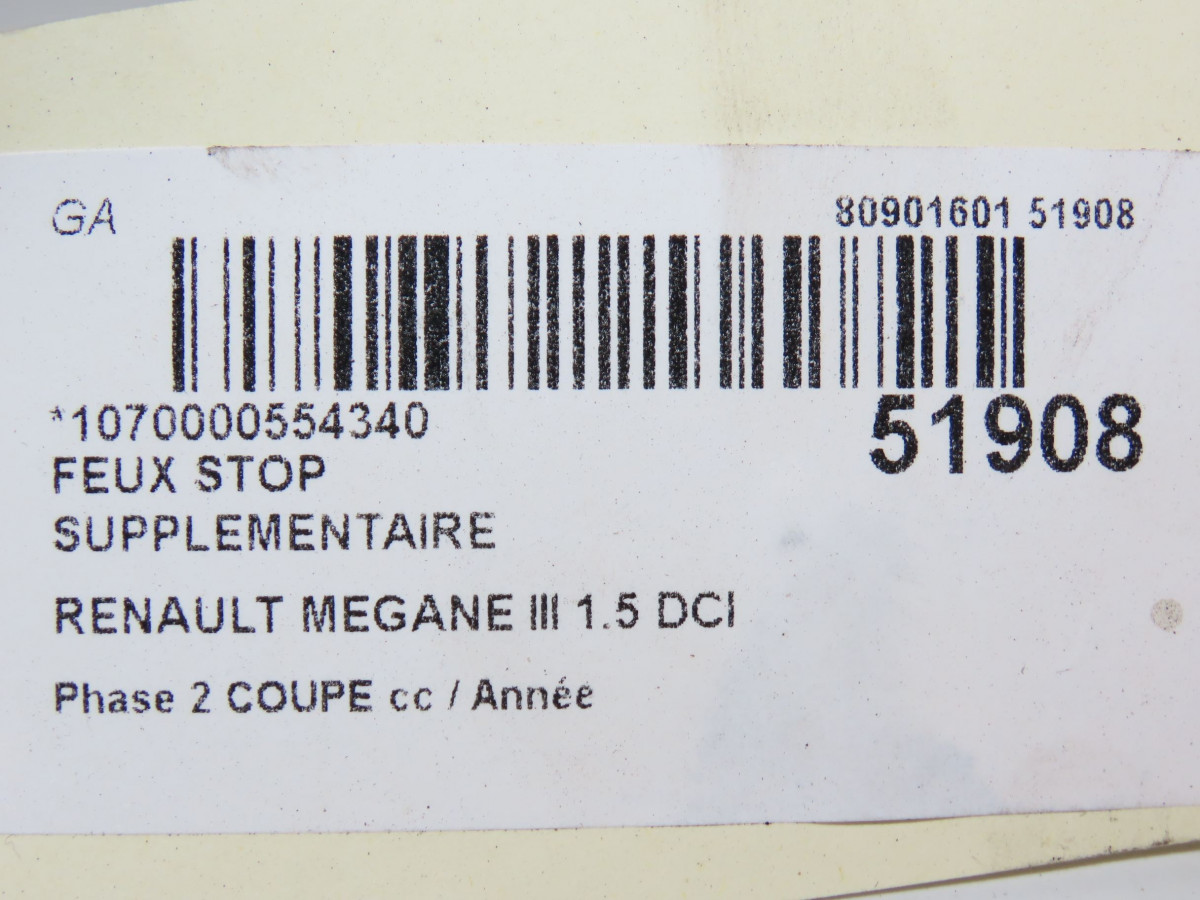 GA 80901601 51908
*1070000554340 51908
FEUX STOP
SUPPLEMENTAIRE
RENAULT MEGANE III 1.5 DCI
Phase 2 COUPE cc / Année